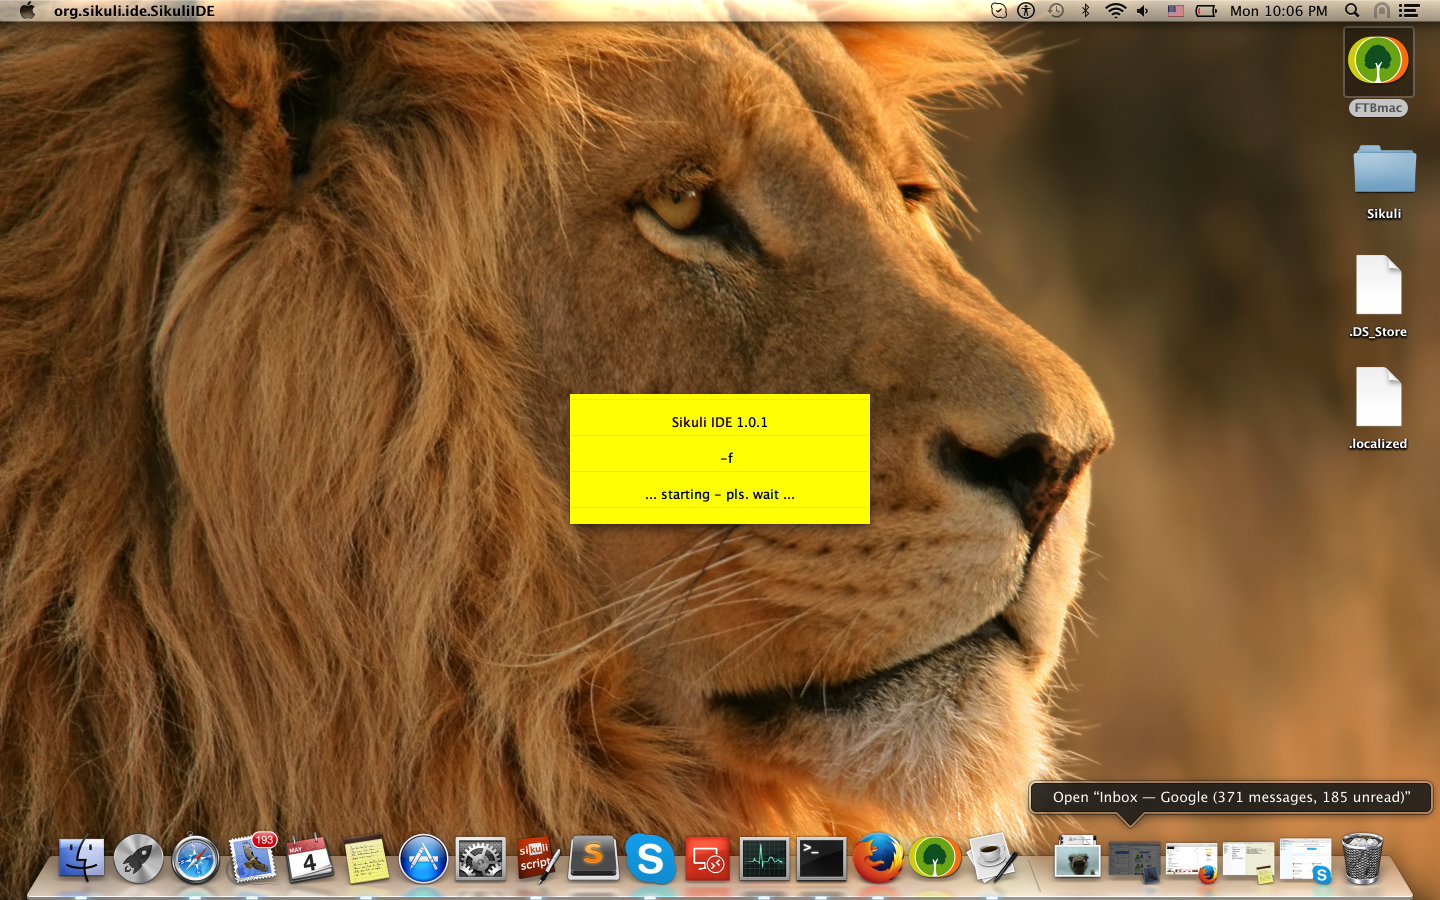 org.sikuli.ide.SikuliIDE
Mon 10:06 PM
FTBmac
Sikuli
.DS_Store
.localized
Sikuli IDE 1.0.1
-f
... starting - pls. wait ...
Open “Inbox — Google (371 messages, 185 unread)”
193
MAY
4
sikuli
script
S
S
>_
S